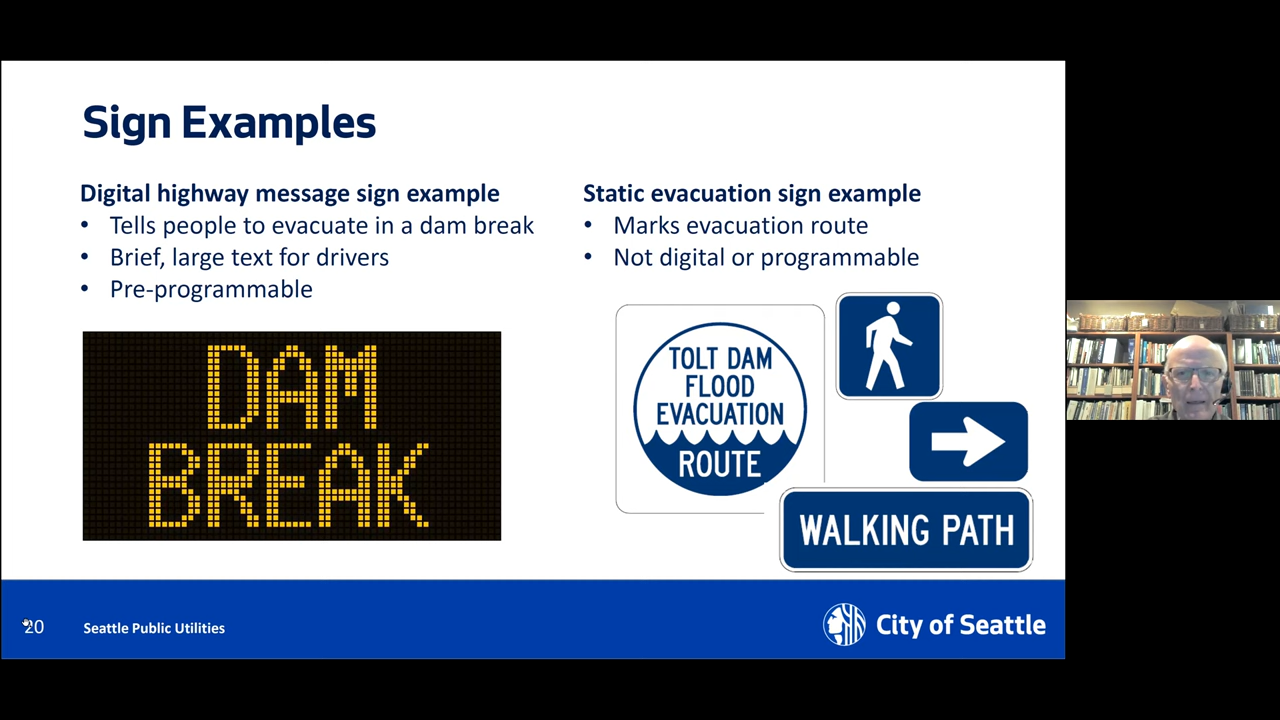 Sign Examples
Digital highway message sign example
• Tells people to evacuate in a dam break
• Brief, large text for drivers
• Pre-programmable
DAM
BREAK
Static evacuation sign example
• Marks evacuation route
• Not digital or programmable
TOLT DAM
FLOOD
EVACUATION
ROUTE
WALKING PATH
20
Seattle Public Utilities
City of Seattle